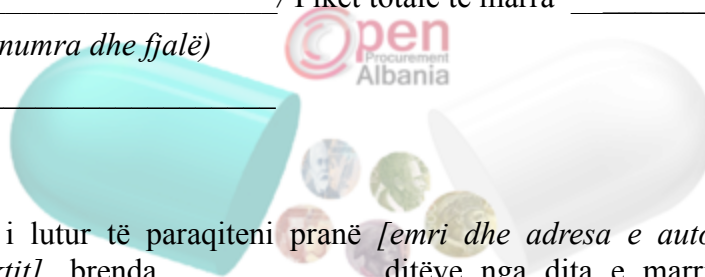 / Pikët totale të marra
numra dhe fjalë)
Open
Procurement
Albania
i lutur të paraqiteni pranë [emri dhe adresa e auto
ktit] brenda ditëve nga dita e marr